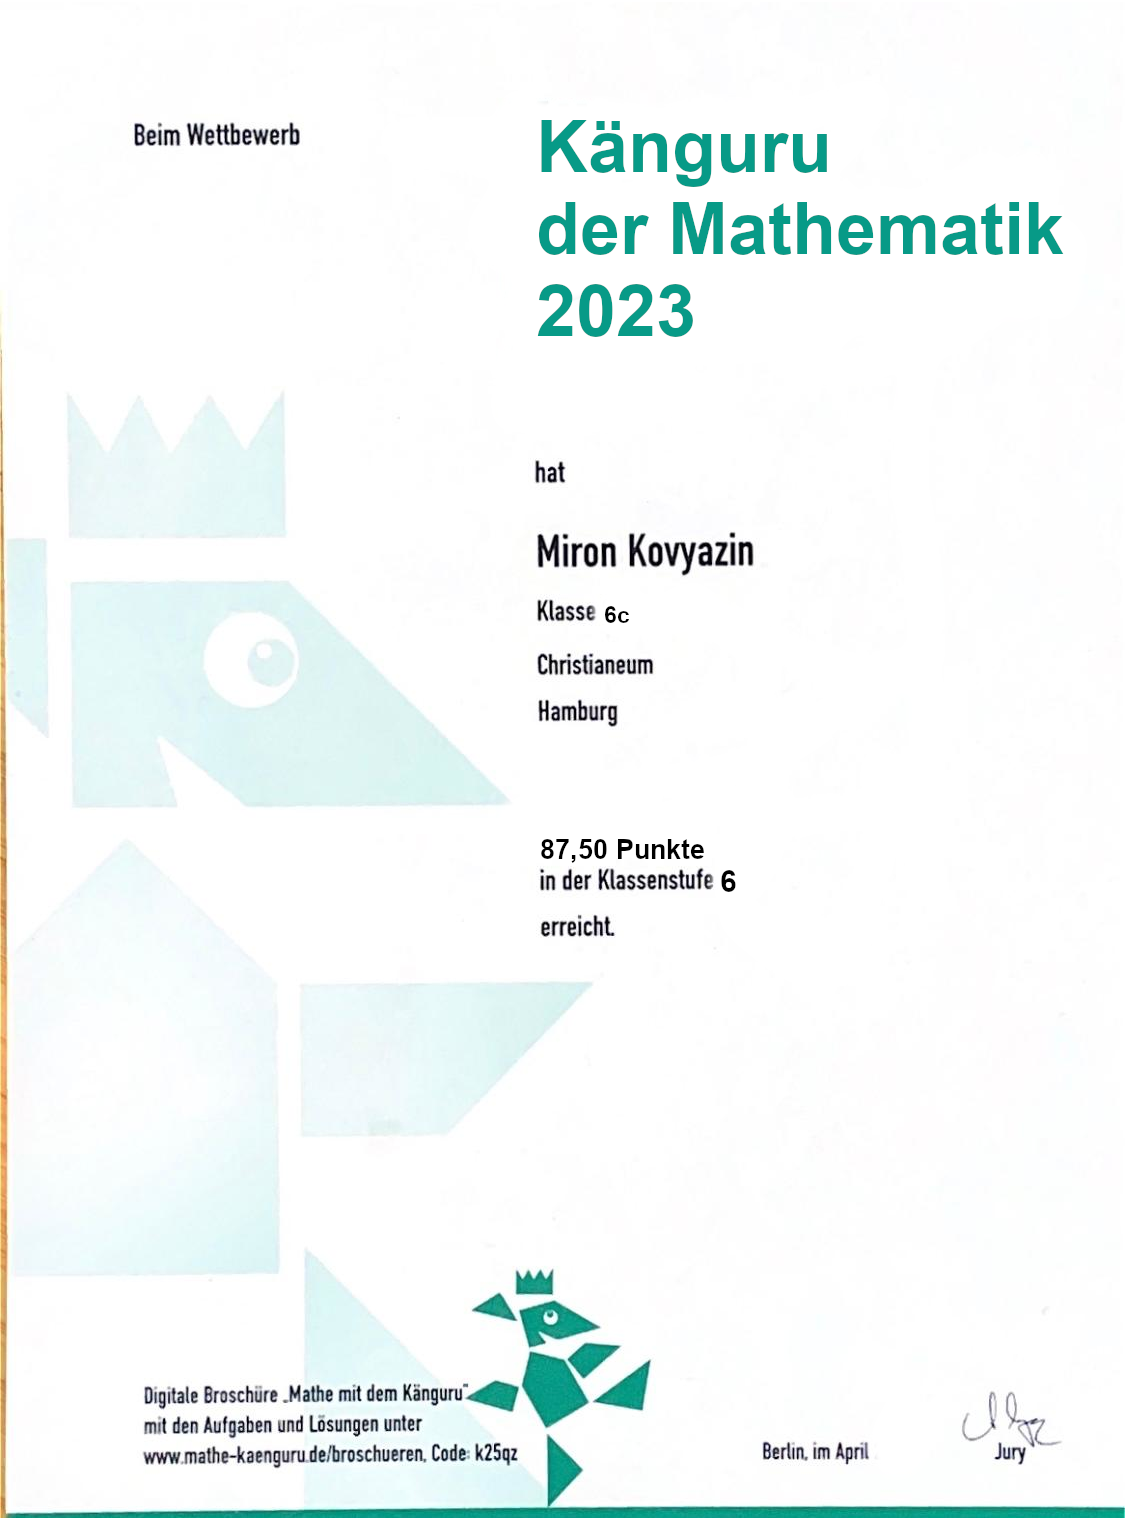 Beim Wettbewerb
Känguru
der Mathematik
2023
hat
Miron Kovyazin
Klasse 6c
Christianeum
Hamburg
87,50 Punkte
in der Klassenstufe 6
erreicht.
Digitale Broschüre „Mathe mit dem Känguru“
mit den Aufgaben und Lösungen unter
www.mathe-kaenguru.de/broschueren, Code: k25qz
Berlin, im April
Jury